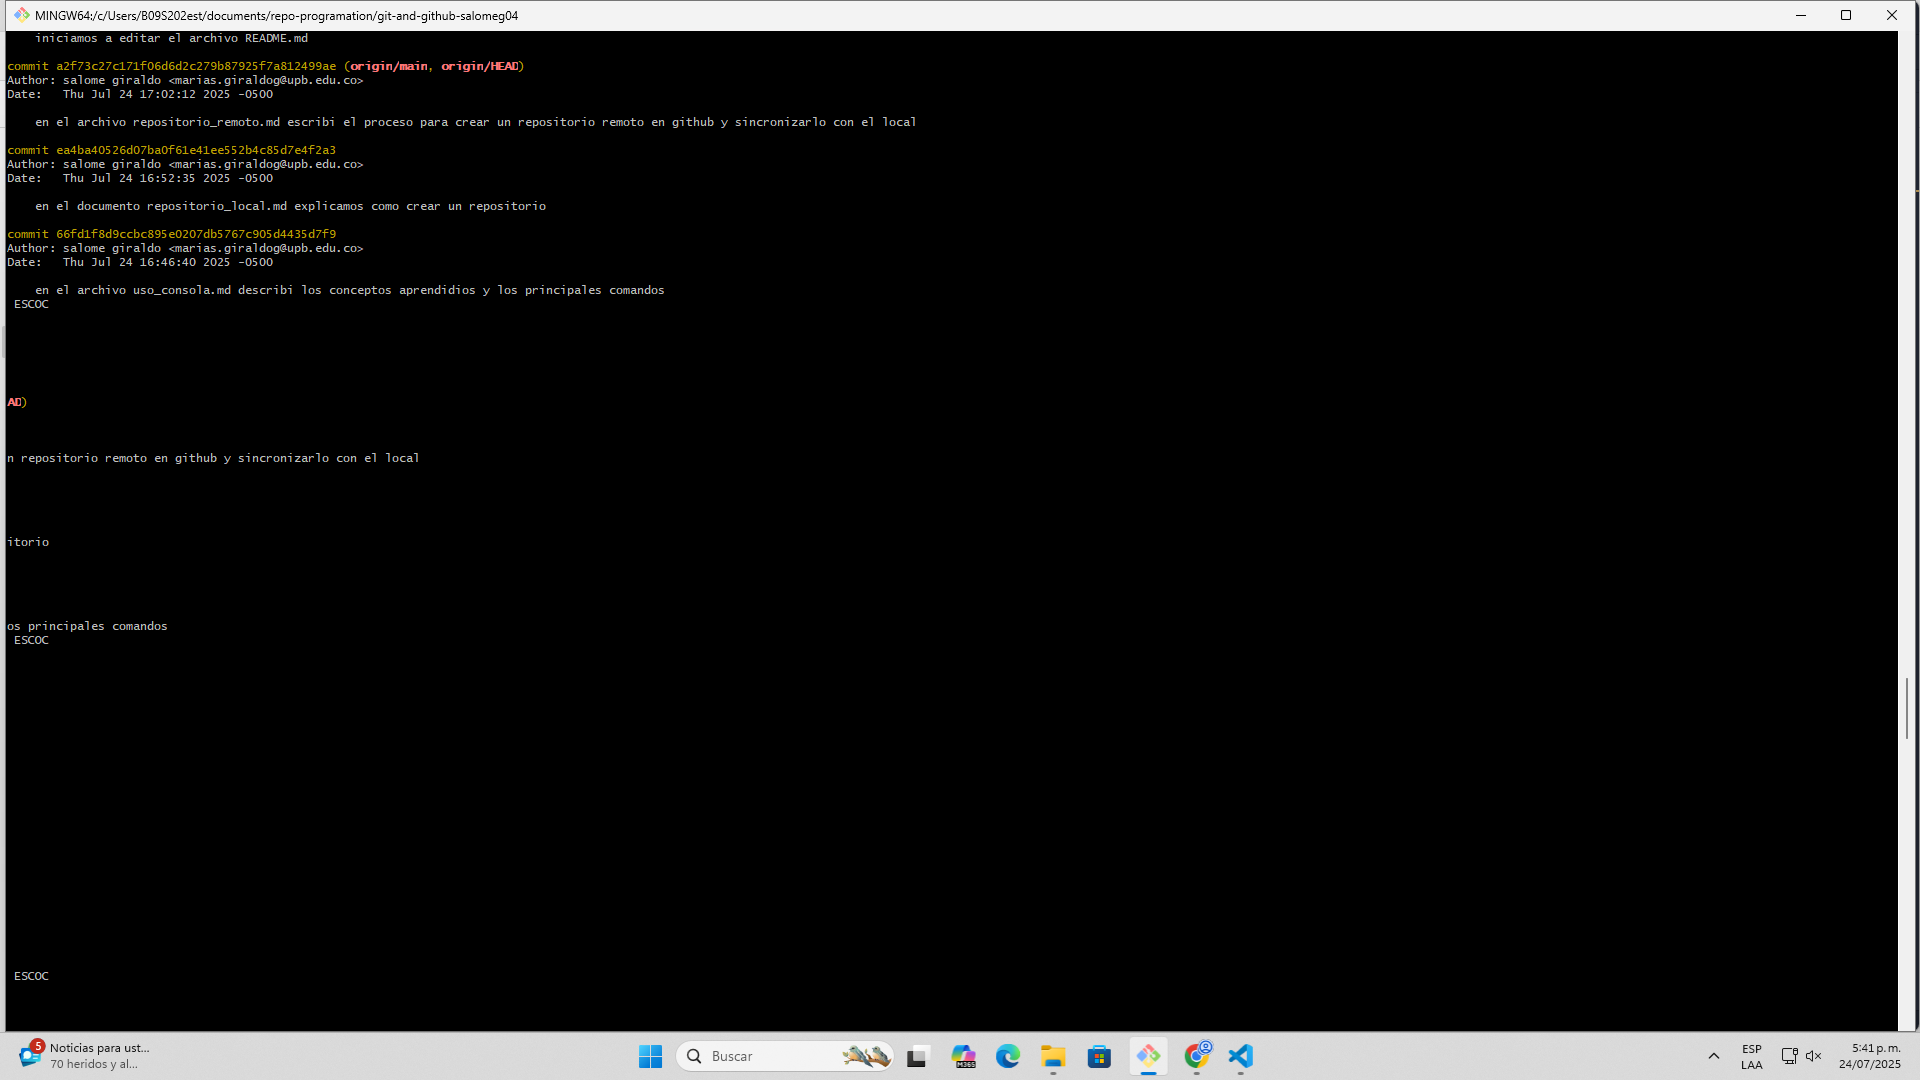 MINGW64:/c/Users/B09S202est/documents/repo-programation/git-and-github-salomeg04
iniciamos a editar el archivo README.md
commit a2f73c27c171f06d6d2c279b87925f7a812499ae (origin/main, origin/HEAD)
Author: salome giraldo <marias.giraldog@upb.edu.co>
Date:   Thu Jul 24 17:02:12 2025 -0500
en el archivo repositorio_remoto.md escribi el proceso para crear un repositorio remoto en github y sincronizarlo con el local
commit ea4ba40526d07ba0f61e41ee552b4c85d7e4f2a3
Author: salome giraldo <marias.giraldog@upb.edu.co>
Date:   Thu Jul 24 16:52:35 2025 -0500
en el documento repositorio_local.md explicamos como crear un repositorio
commit 66fd1f8d9ccbc895e0207db5767c905d4435d7f9
Author: salome giraldo <marias.giraldog@upb.edu.co>
Date:   Thu Jul 24 16:46:40 2025 -0500
en el archivo uso_consola.md describi los conceptos aprendidios y los principales comandos
ESCOC
AD)
n repositorio remoto en github y sincronizarlo con el local
itorio
os principales comandos
ESCOC
ESCOC
5
Noticias para ust...
70 heridos y al...
Buscar
M365
ESP
LAA
5:41 p. m.
24/07/2025